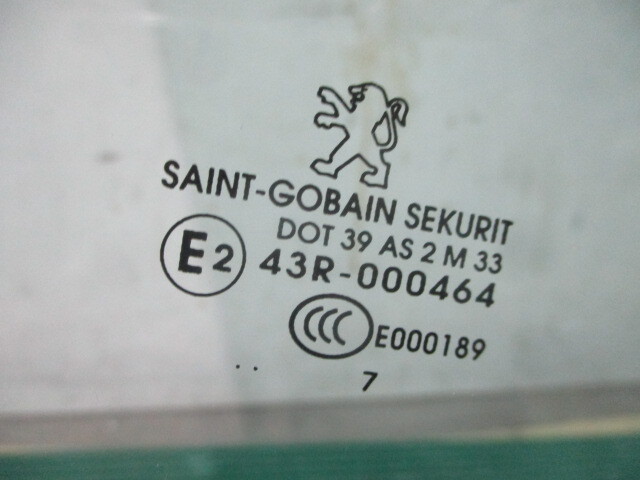 SAINT-GOBAIN SEKURIT
DOT 39 AS 2 M 33
E2 43R-000464
CCC E000189
.. 7